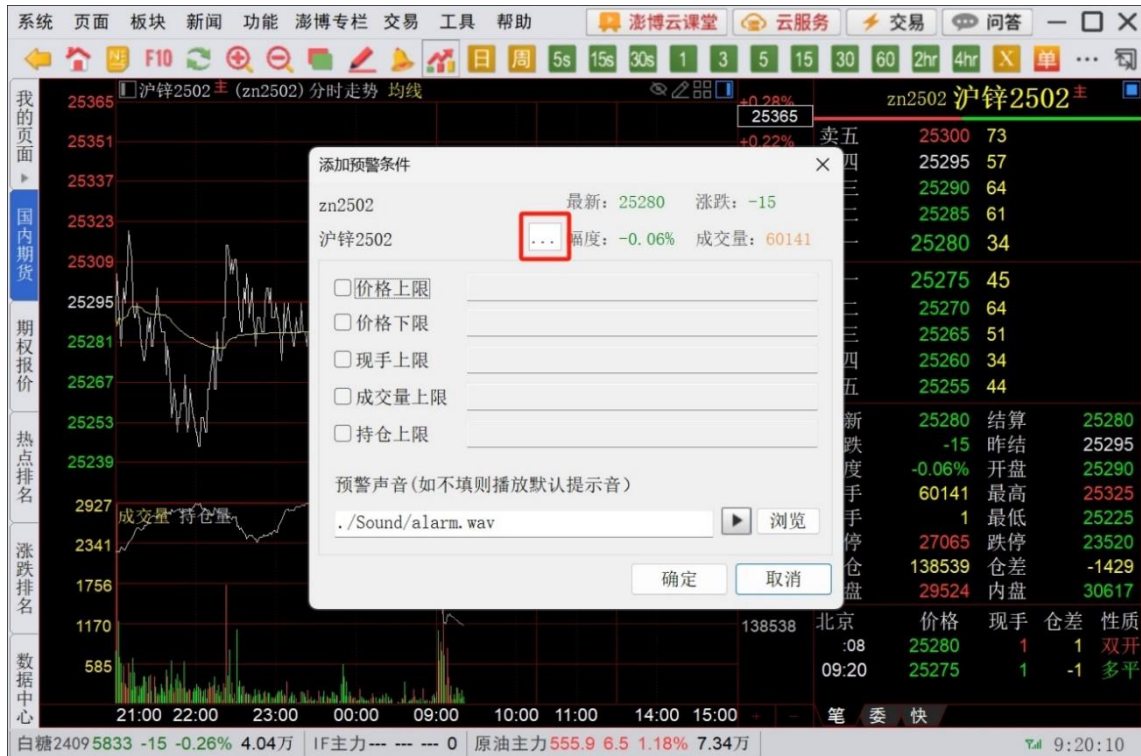 系统 页面 板块 新闻 功能 澎博专栏 交易 工具 帮助 澎博云课堂 云服务 交易 问答
F10 日 周 5s 15s 30s 1 3 5 15 30 60 2hr 4hr X 单 ...
我的页面
国内期货
期权报价
热点排名
涨跌排名
数据中心
沪锌2502主 (zn2502) 分时走势 均线
25365
25351
25337
25323
25309
25295
25281
25267
25253
25239
2927
2341
1756
1170
585
成交量 持仓量
+0.28%
25365
+0.22%
138538
21:00 22:00 23:00 00:00 09:00 10:00 11:00 14:00 15:00
添加预警条件
zn2502 最新: 25280 涨跌: -15
沪锌2502 ... 幅度: -0.06% 成交量: 60141
价格上限
价格下限
现手上限
成交量上限
持仓上限
预警声音(如不填则播放默认提示音)
./Sound/alarm.wav 浏览
确定 取消
zn2502 沪锌2502主
卖五 25300 73
四 25295 57
25290 64
25285 61
25280 34
25275 45
25270 64
25265 51
四 25260 34
五 25255 44
新 25280 结算 25280
跌 -15 昨结 25295
度 -0.06% 开盘 25290
手 60141 最高 25325
手 1 最低 25225
停 27065 跌停 23520
仓 138539 仓差 -1429
盘 29524 内盘 30617
北京 价格 现手 仓差 性质
:08 25280 1 1 双开
09:20 25275 1 -1 多平
笔 委 快
白糖2409 5833 -15 -0.26% 4.04万 IF主力 --- --- --- 0 原油主力 555.9 6.5 1.18% 7.34万 9:20:10